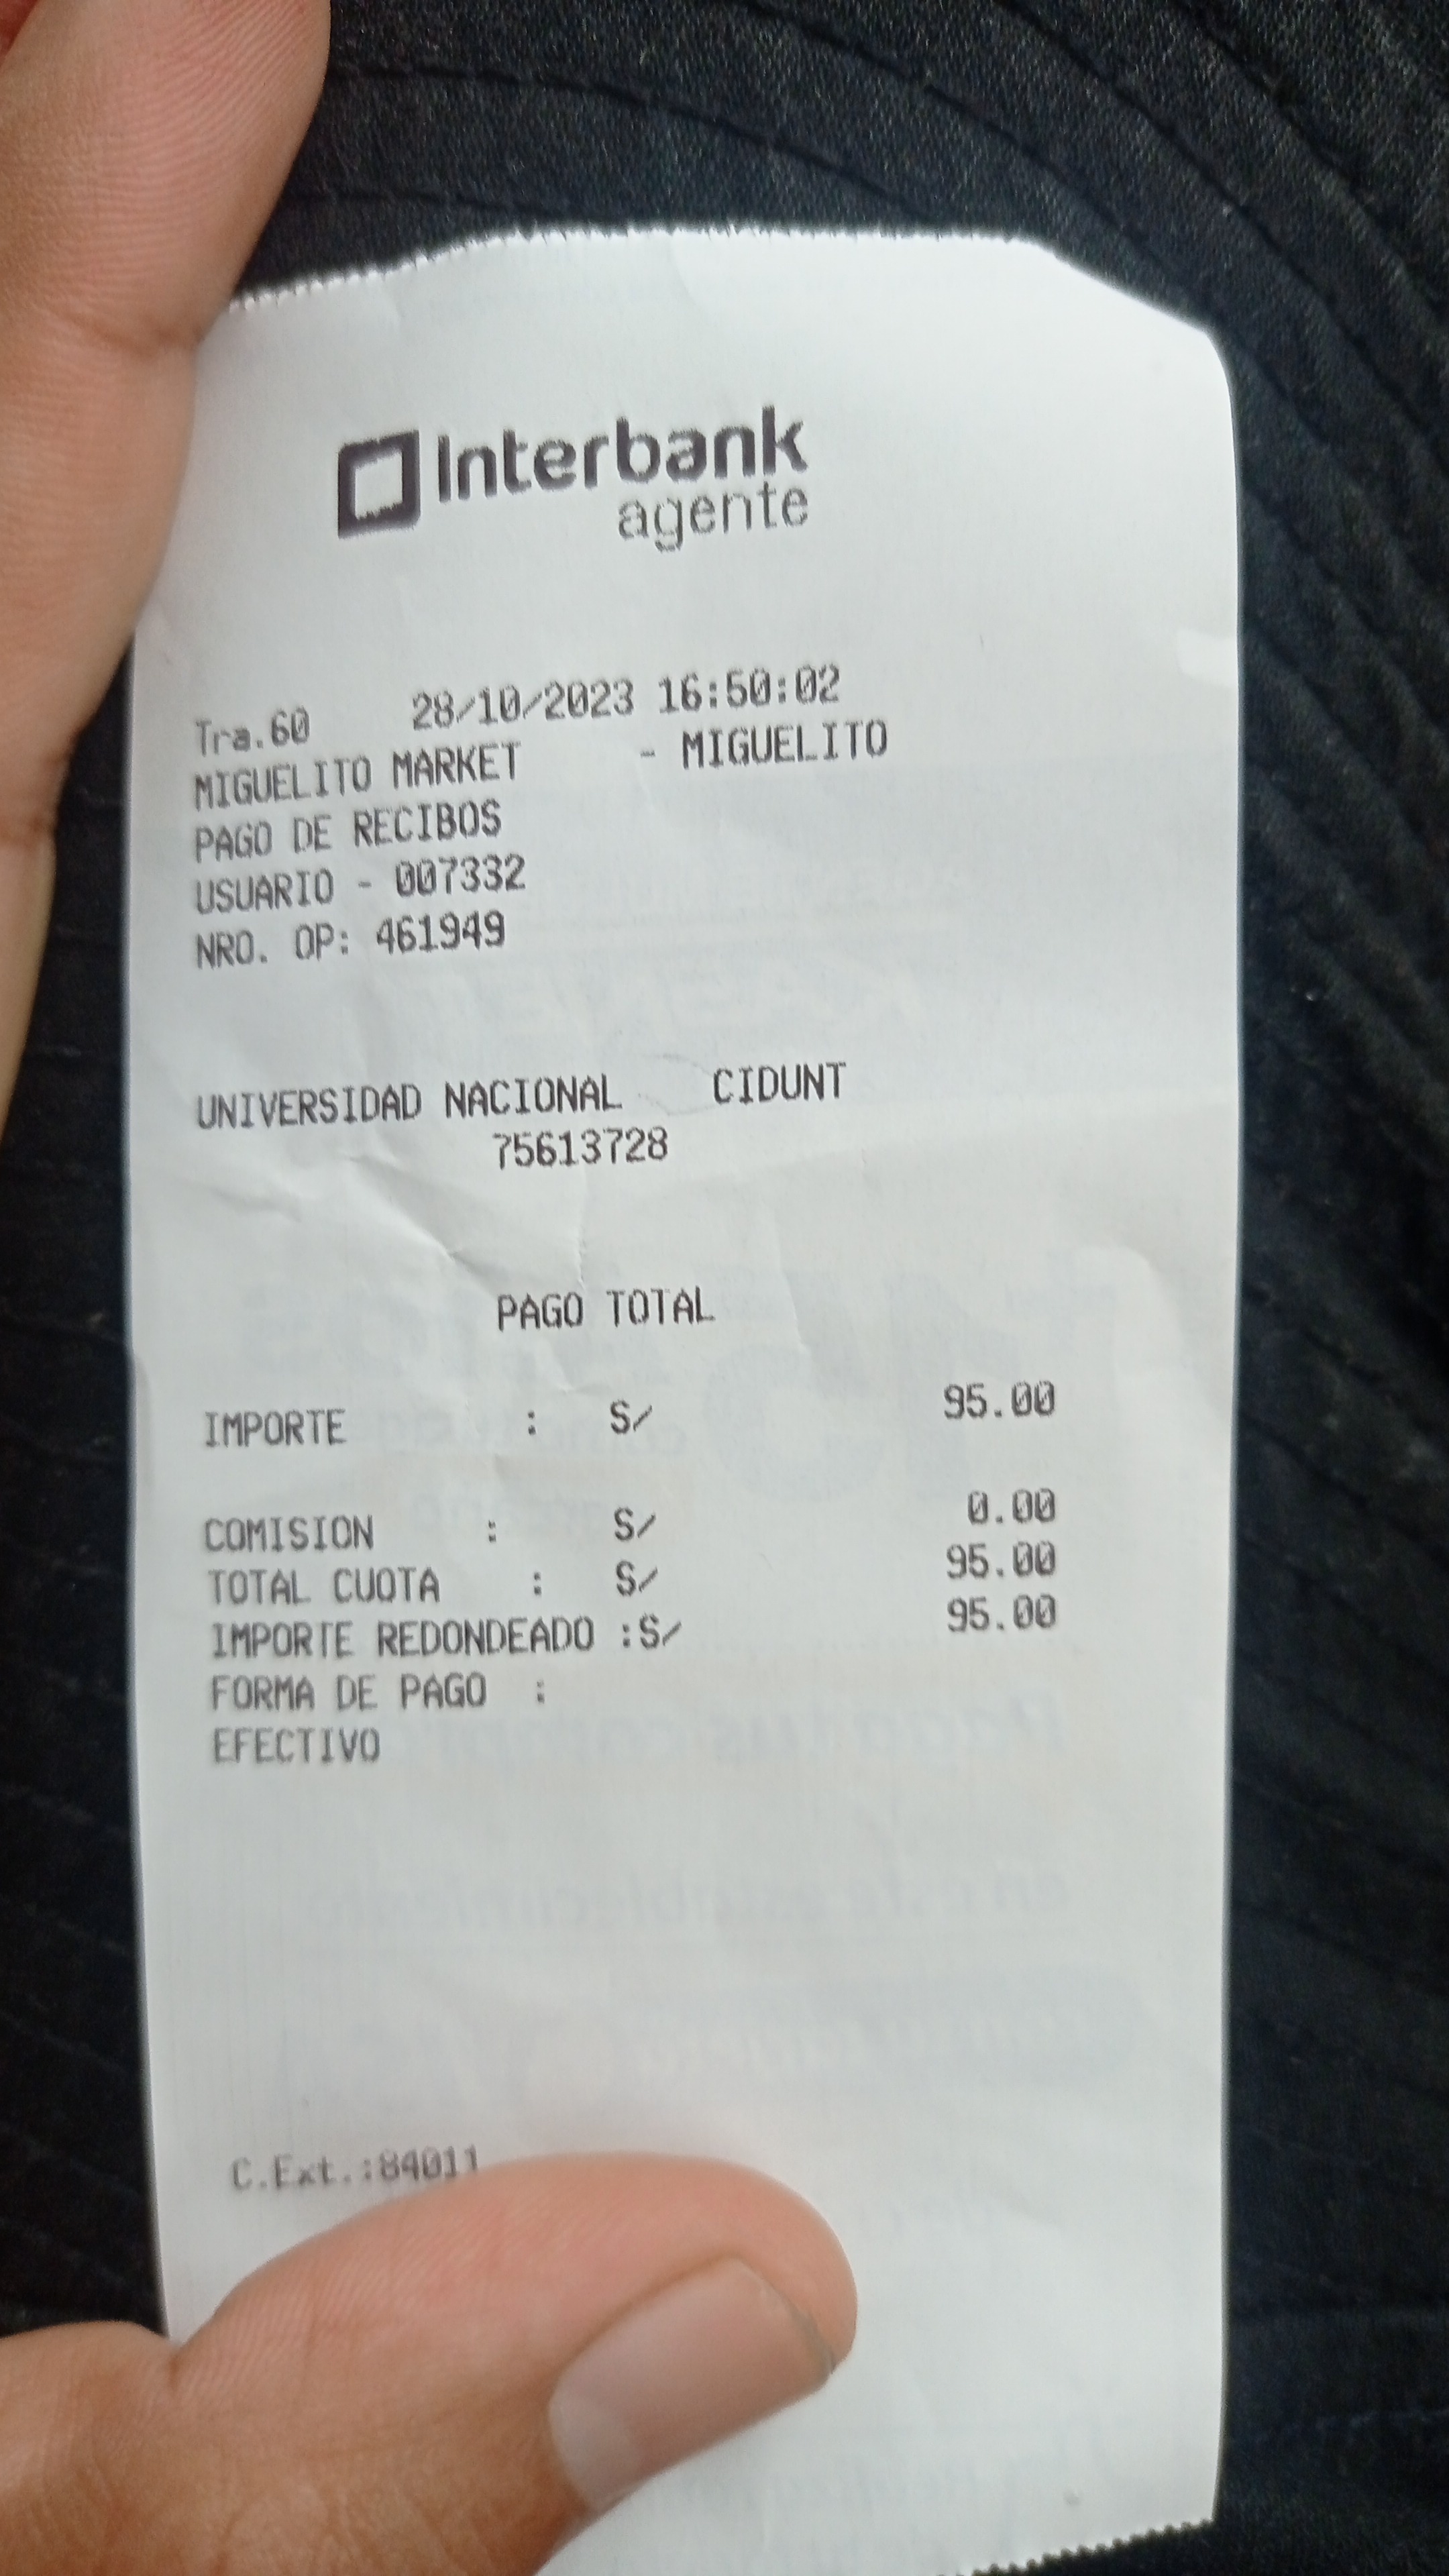 Interbank
agente
Tra.60 28/10/2023 16:50:02
MIGUELITO MARKET - MIGUELITO
PAGO DE RECIBOS
USUARIO - 007332
NRO. OP: 461949
UNIVERSIDAD NACIONAL CIDUNT
75613728
PAGO TOTAL
IMPORTE : S/ 95.00
COMISION : S/ 0.00
TOTAL CUOTA : S/ 95.00
IMPORTE REDONDEADO :S/ 95.00
FORMA DE PAGO :
EFECTIVO
C.Ext.:84011